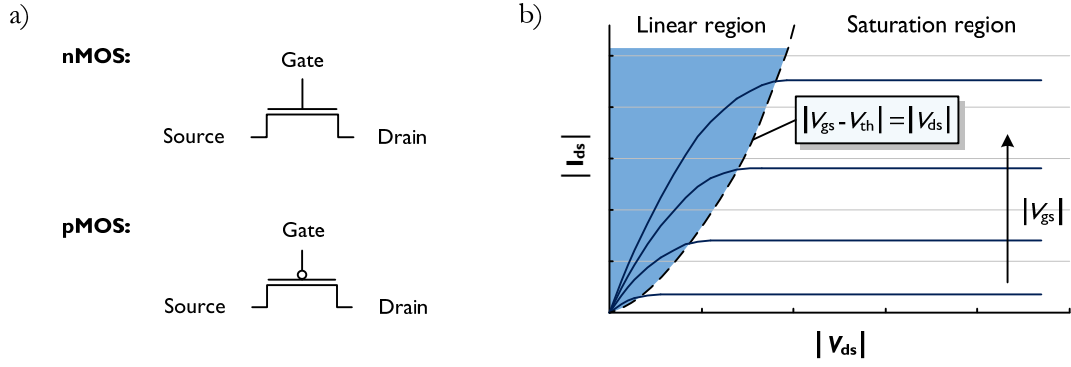 a)
nMOS:
Gate
Source
Drain
pMOS:
Gate
Source
Drain
b)
Linear region
Saturation region
|Vgs - Vth| = |Vds|
|Ids|
|Vgs|
|Vds|